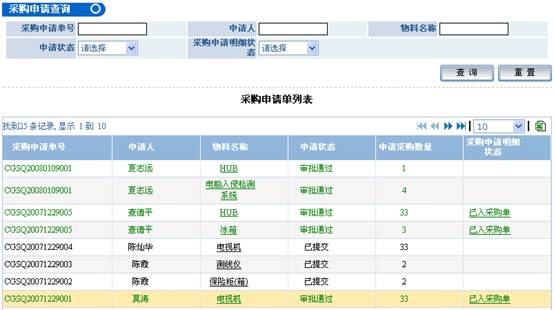 采购申请查询
采购申请单号 申请人 物料名称
申请状态 请选择 采购申请明细状态 请选择
查 询 重 置
采购申请单列表
找到25 条记录, 显示 1 到 10 10
采购申请单号 申请人 物料名称 申请状态 申请采购数量 采购申请明细状态
CGSQ20080109001 夏志远 HUB 审批通过 1
CGSQ20080109001 夏志远 电脑入侵检测系统 审批通过 4
CGSQ20071229005 查德平 HUB 审批通过 33 已入采购单
CGSQ20071229005 查德平 冰箱 审批通过 3 已入采购单
CGSQ20071229004 陈灿华 电视机 已提交 33
CGSQ20071229003 陈霞 测线仪 已提交 2
CGSQ20071229002 陈霞 保险柜(箱) 已提交 2
CGSQ20071229001 莫涛 电视机 审批通过 33 已入采购单